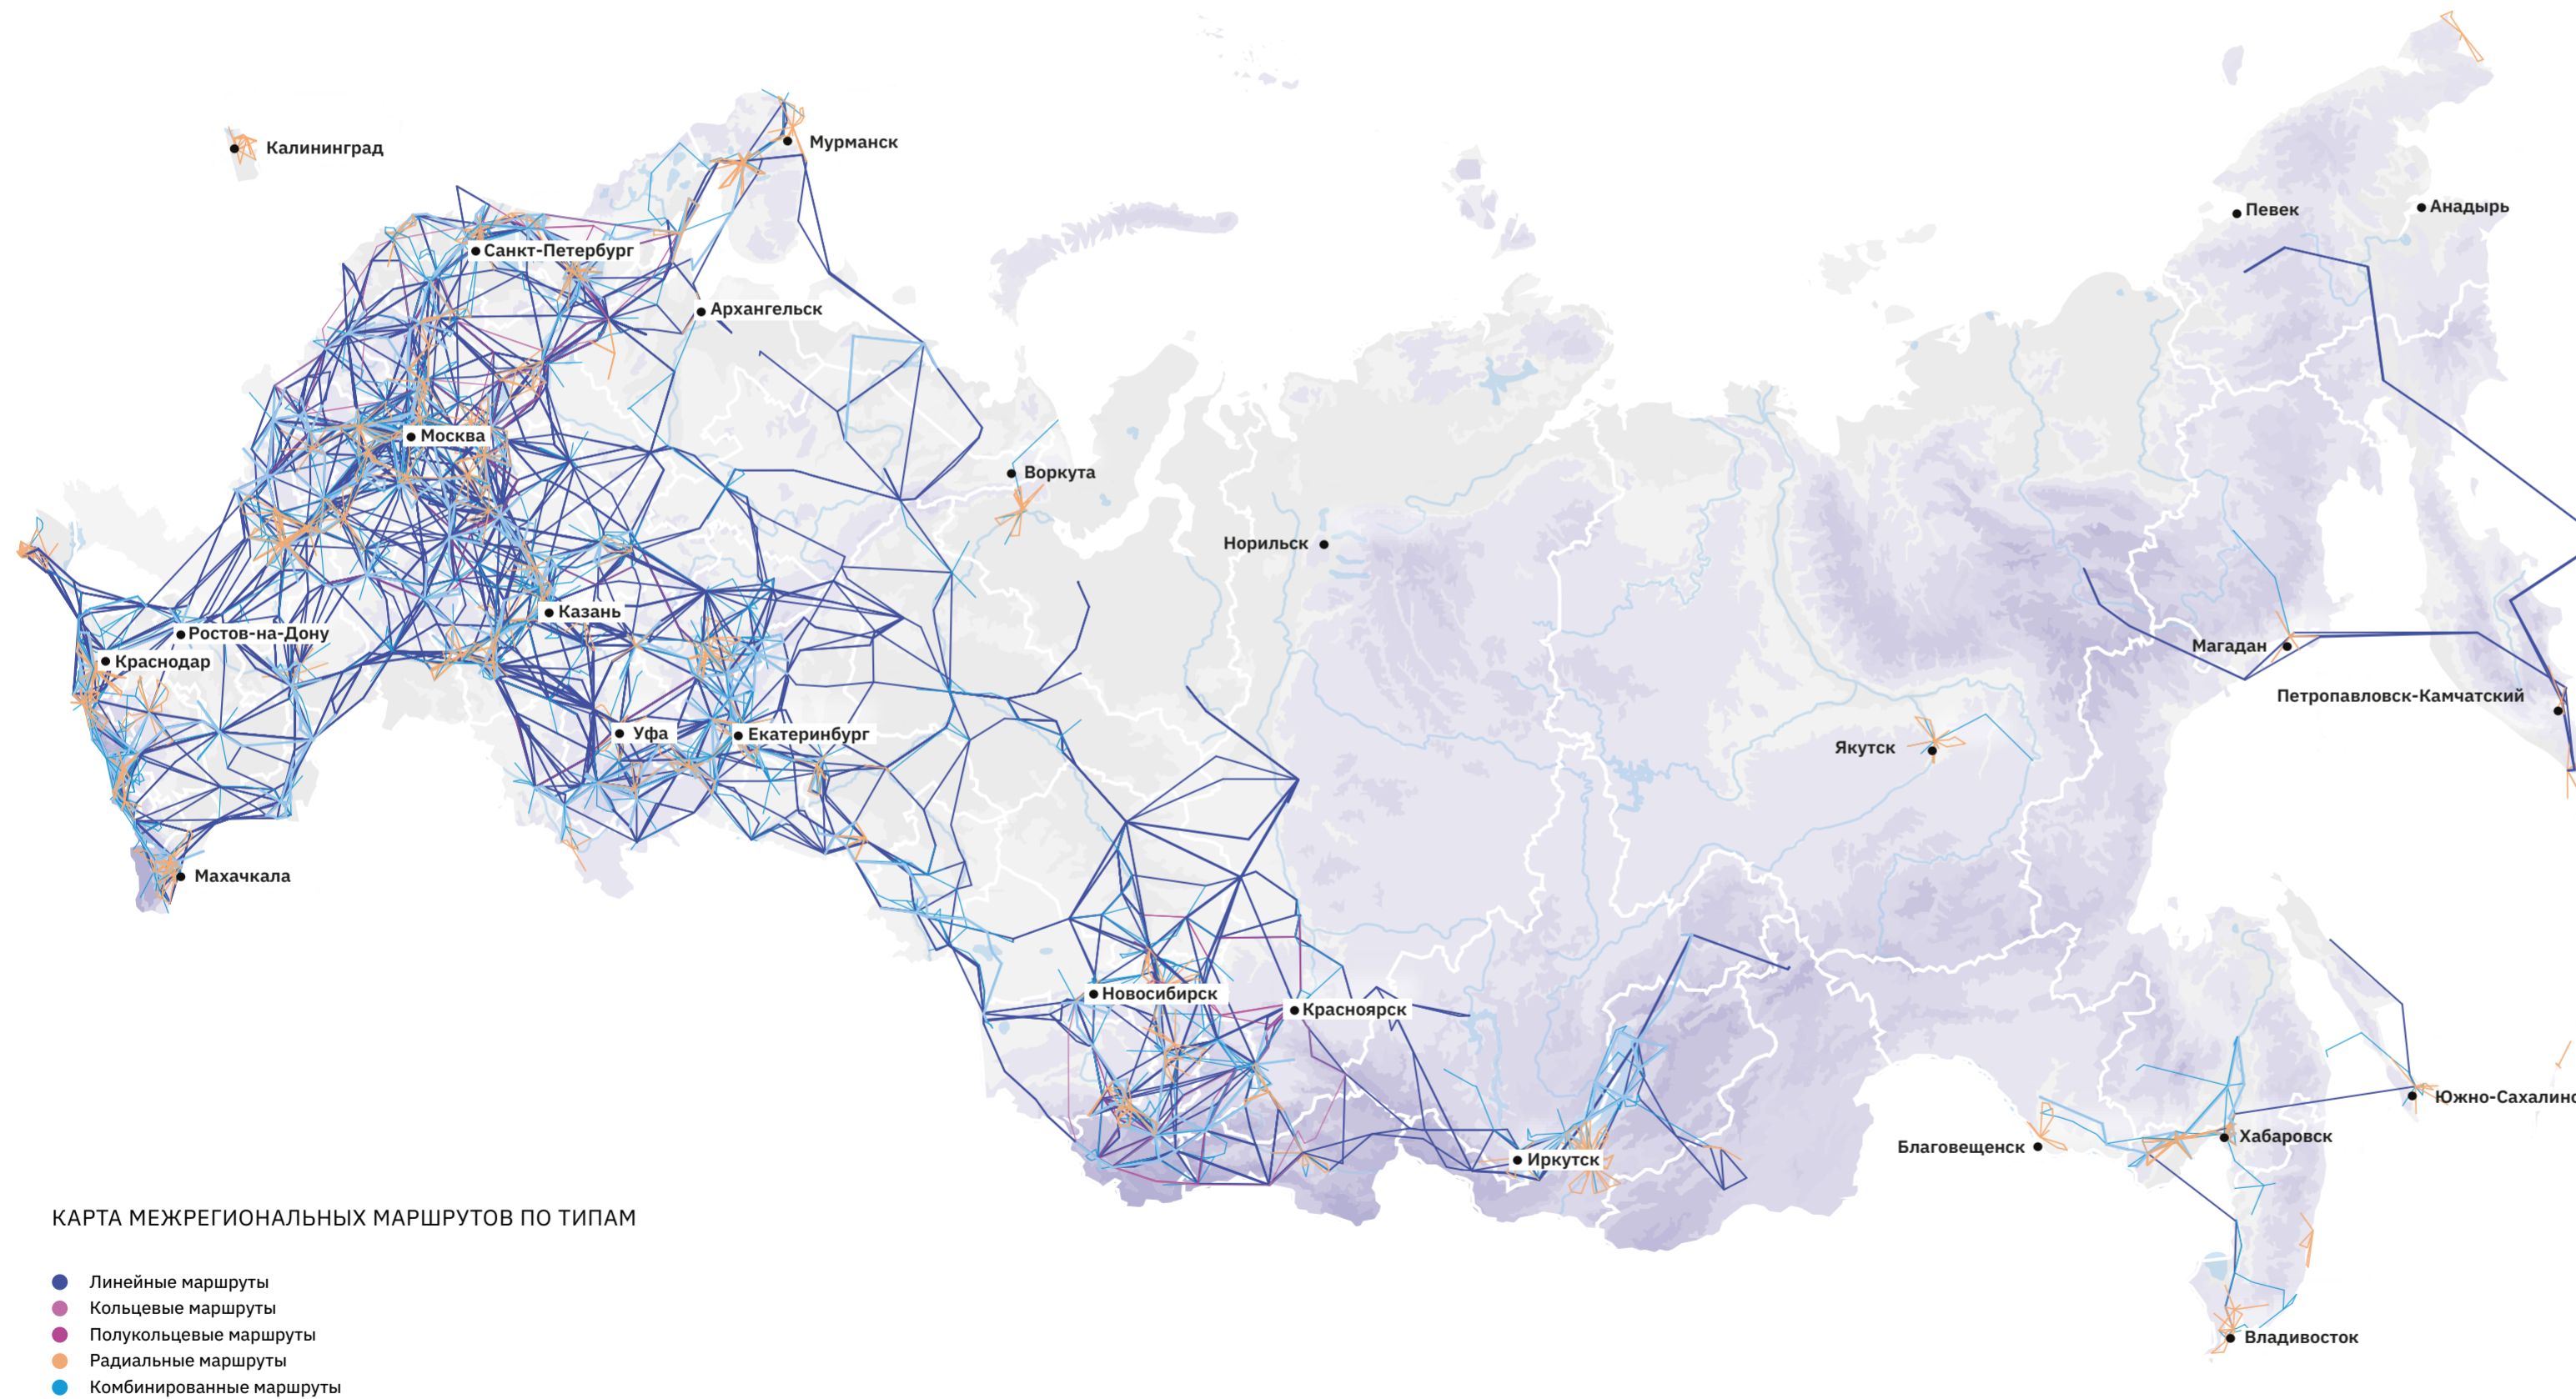 Калининград
Мурманск
Певек
Анадырь
Санкт-Петербург
Архангельск
Москва
Воркута
Норильск
Казань
Ростов-на-Дону
Краснодар
Магадан
Петропавловск-Камчатский
Уфа
Екатеринбург
Якутск
Махачкала
Новосибирск
Красноярск
Южно-Сахалинс
Хабаровск
Благовещенск
Иркутск
Владивосток
КАРТА МЕЖРЕГИОНАЛЬНЫХ МАРШРУТОВ ПО ТИПАМ
Линейные маршруты
Кольцевые маршруты
Полукольцевые маршруты
Радиальные маршруты
Комбинированные маршруты